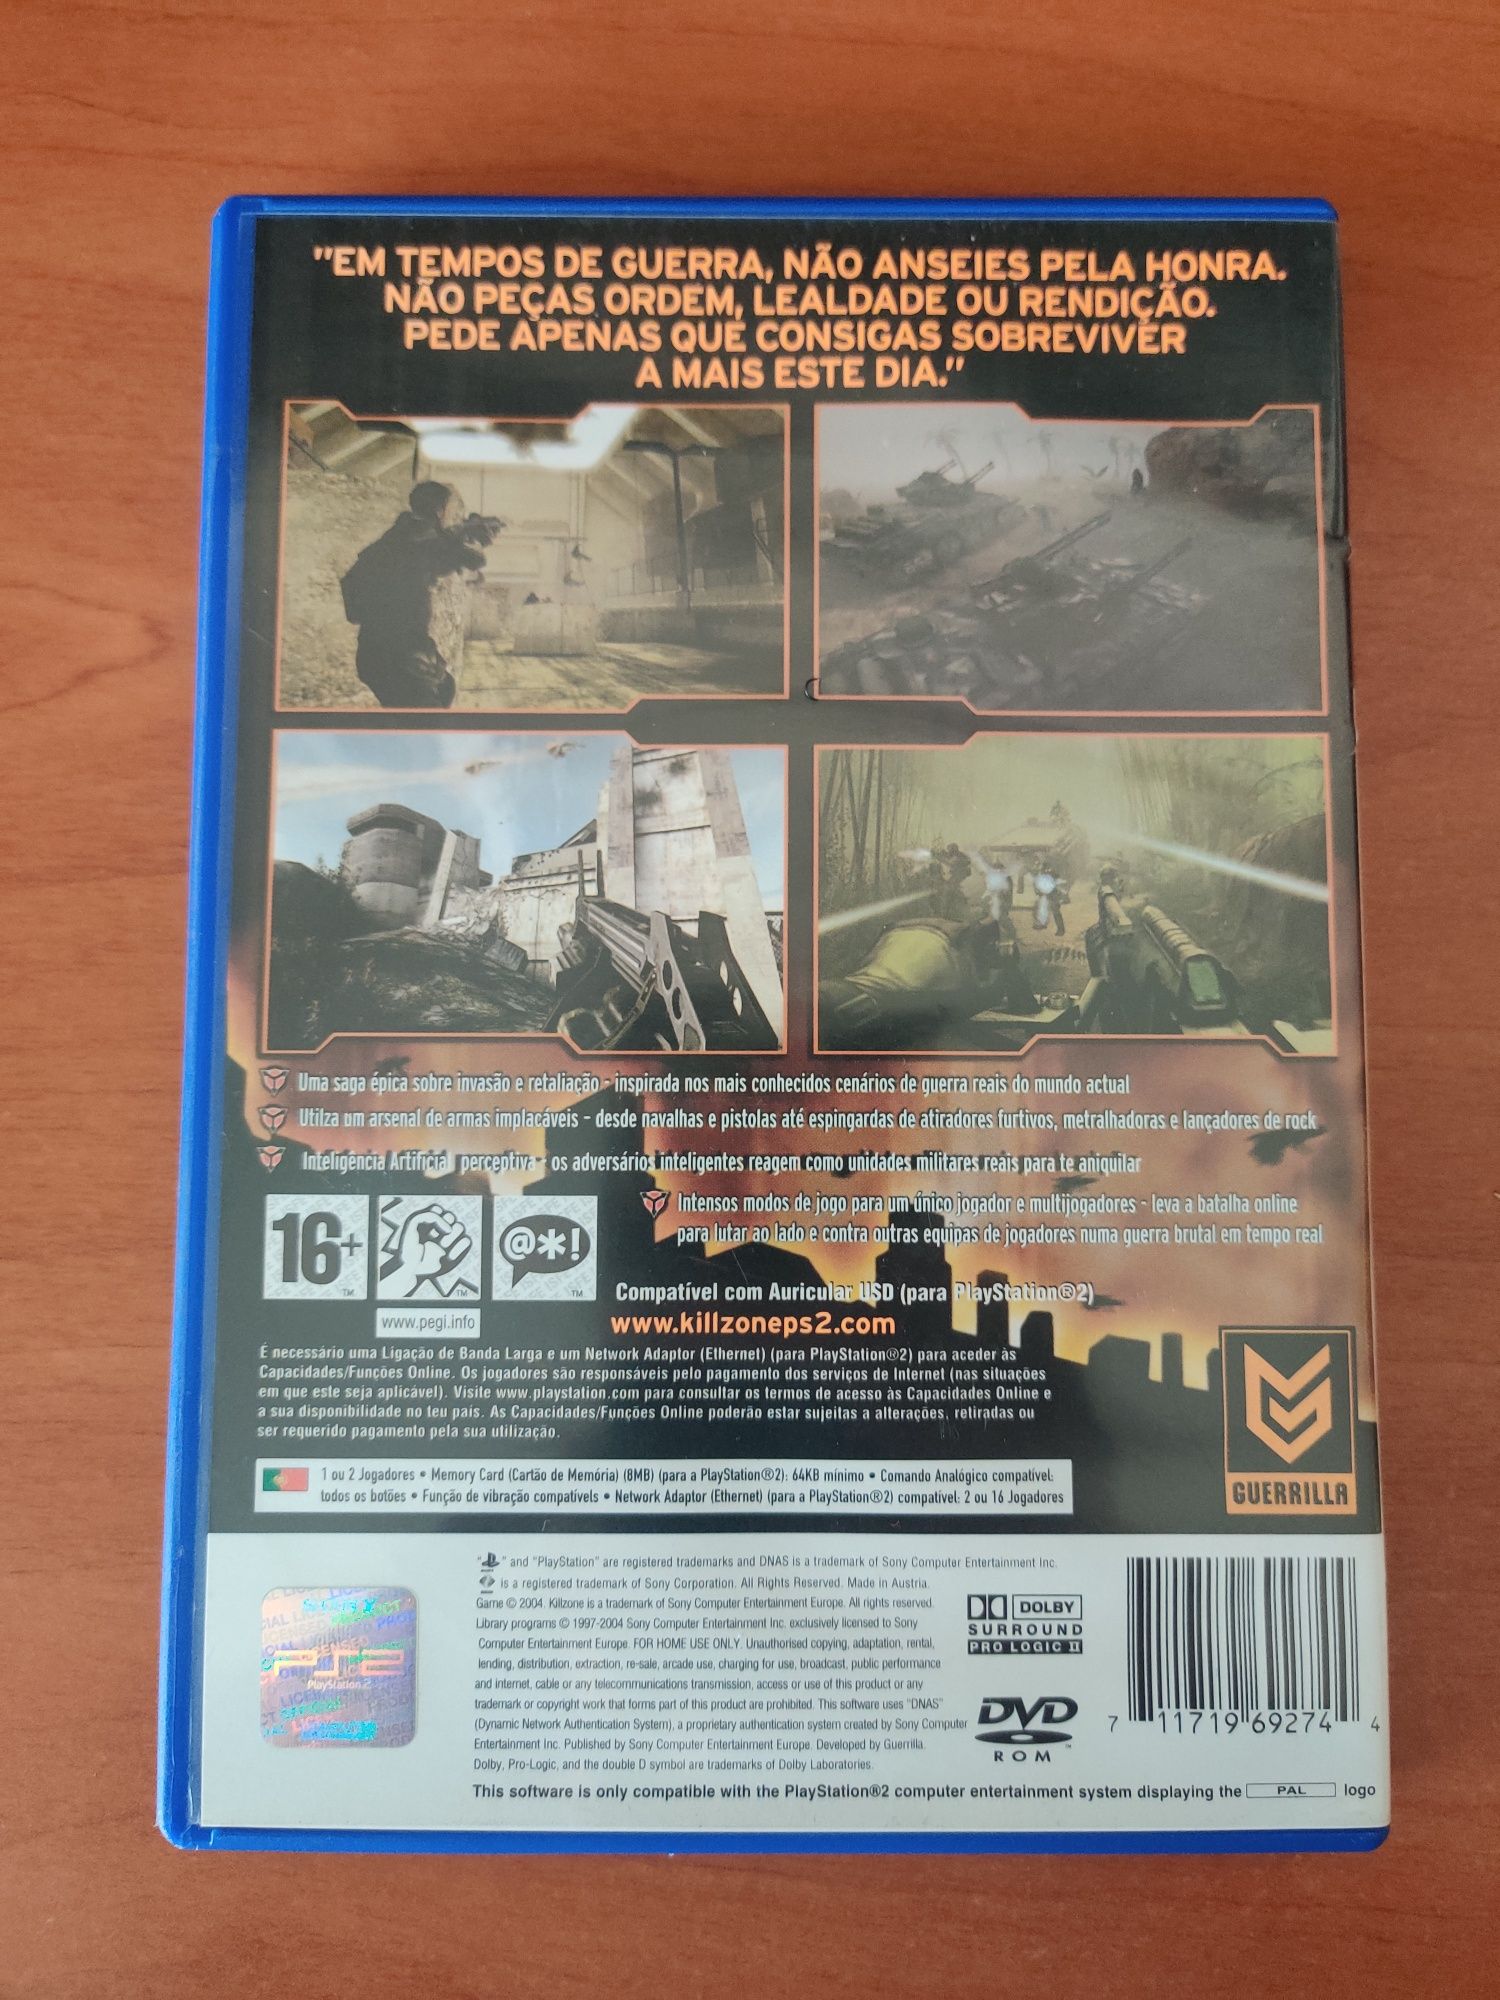 "EM TEMPOS DE GUERRA, NÃO ANSEIES PELA HONRA.
NÃO PEÇAS ORDEM, LEALDADE OU RENDIÇÃO.
PEDE APENAS QUE CONSIGAS SOBREVIVER
A MAIS ESTE DIA."
Uma saga épica sobre invasão e retaliação - inspirada nos mais conhecidos cenários de guerra reais do mundo actual
Utilza um arsenal de armas implacáveis - desde navalhas e pistolas até espingardas de atiradores furtivos, metralhadoras e lançadores de rock
Inteligência Artificial perceptiva - os adversários inteligentes reagem como unidades militares reais para te aniquilar
Intensos modos de jogo para um único jogador e multijogadores - leva a batalha online
para lutar ao lado e contra outras equipas de jogadores numa guerra brutal em tempo real
16+
@*!
TM TM TM
www.pegi.info
Compatível com Auricular USD (para PlayStation®2)
www.killzoneps2.com
É necessário uma Ligação de Banda Larga e um Network Adaptor (Ethernet) (para PlayStation®2) para aceder às
Capacidades/Funções Online. Os jogadores são responsáveis pelo pagamento dos serviços de Internet (nas situações
em que este seja aplicável). Visite www.playstation.com para consultar os termos de acesso às Capacidades Online e
a sua disponibilidade no teu país. As Capacidades/Funções Online poderão estar sujeitas a alterações, retiradas ou
ser requerido pagamento pela sua utilização.
GUERRILLA
1 ou 2 Jogadores • Memory Card (Cartão de Memória) (8MB) (para a PlayStation®2): 64KB mínimo • Comando Analógico compatível:
todos os botões • Função de vibração compatívels • Network Adaptor (Ethernet) (para a PlayStation®2) compatível: 2 ou 16 Jogadores
" " and "PlayStation" are registered trademarks and DNAS is a trademark of Sony Computer Entertainment Inc.
is a registered trademark of Sony Corporation. All Rights Reserved. Made in Austria.
Game © 2004. Killzone is a trademark of Sony Computer Entertainment Europe. All rights reserved.
Library programs © 1997-2004 Sony Computer Entertainment Inc. exclusively licensed to Sony
Computer Entertainment Europe. FOR HOME USE ONLY. Unauthorised copying, adaptation, rental,
lending, distribution, extraction, re-sale, arcade use, charging for use, broadcast, public performance
and internet, cable or any telecommunications transmission, access or use of this product or any
trademark or copyright work that forms part of this product are prohibited. This software uses "DNAS"
(Dynamic Network Authentication System), a proprietary authentication system created by Sony Computer
Entertainment Inc. Published by Sony Computer Entertainment Europe. Developed by Guerrilla.
Dolby, Pro-Logic, and the double D symbol are trademarks of Dolby Laboratories.
This software is only compatible with the PlayStation®2 computer entertainment system displaying the PAL logo
SONY
PS2
PlayStation 2
DOLBY
SURROUND
PRO LOGIC II
DVD
ROM
7 11719 69274 4